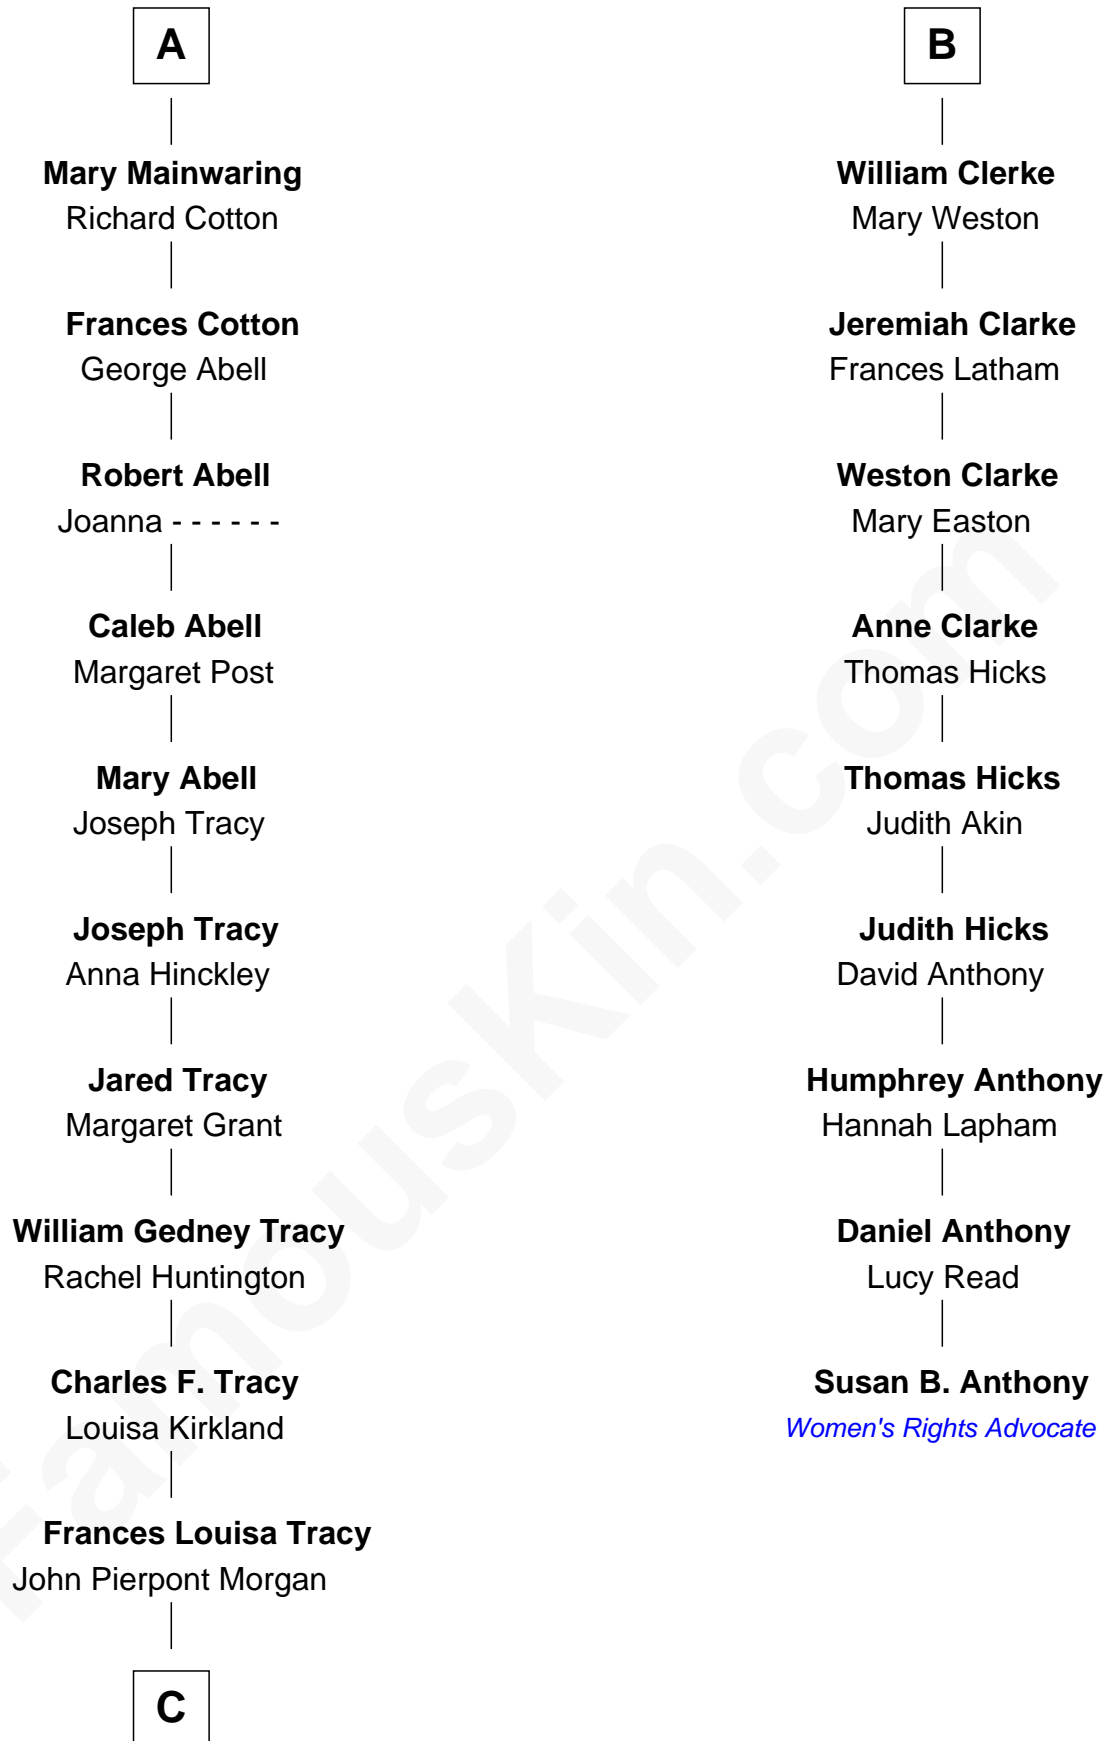 A
Mary Mainwaring
Richard Cotton
Frances Cotton
George Abell
Robert Abell
Joanna - - - - - -
Caleb Abell
Margaret Post
Mary Abell
Joseph Tracy
Joseph Tracy
Anna Hinckley
Jared Tracy
Margaret Grant
William Gedney Tracy
Rachel Huntington
Charles F. Tracy
Louisa Kirkland
Frances Louisa Tracy
John Pierpont Morgan
C
B
William Clerke
Mary Weston
Jeremiah Clarke
Frances Latham
Weston Clarke
Mary Easton
Anne Clarke
Thomas Hicks
Thomas Hicks
Judith Akin
Judith Hicks
David Anthony
Humphrey Anthony
Hannah Lapham
Daniel Anthony
Lucy Read
Susan B. Anthony
Women's Rights Advocate
FamousKin.com